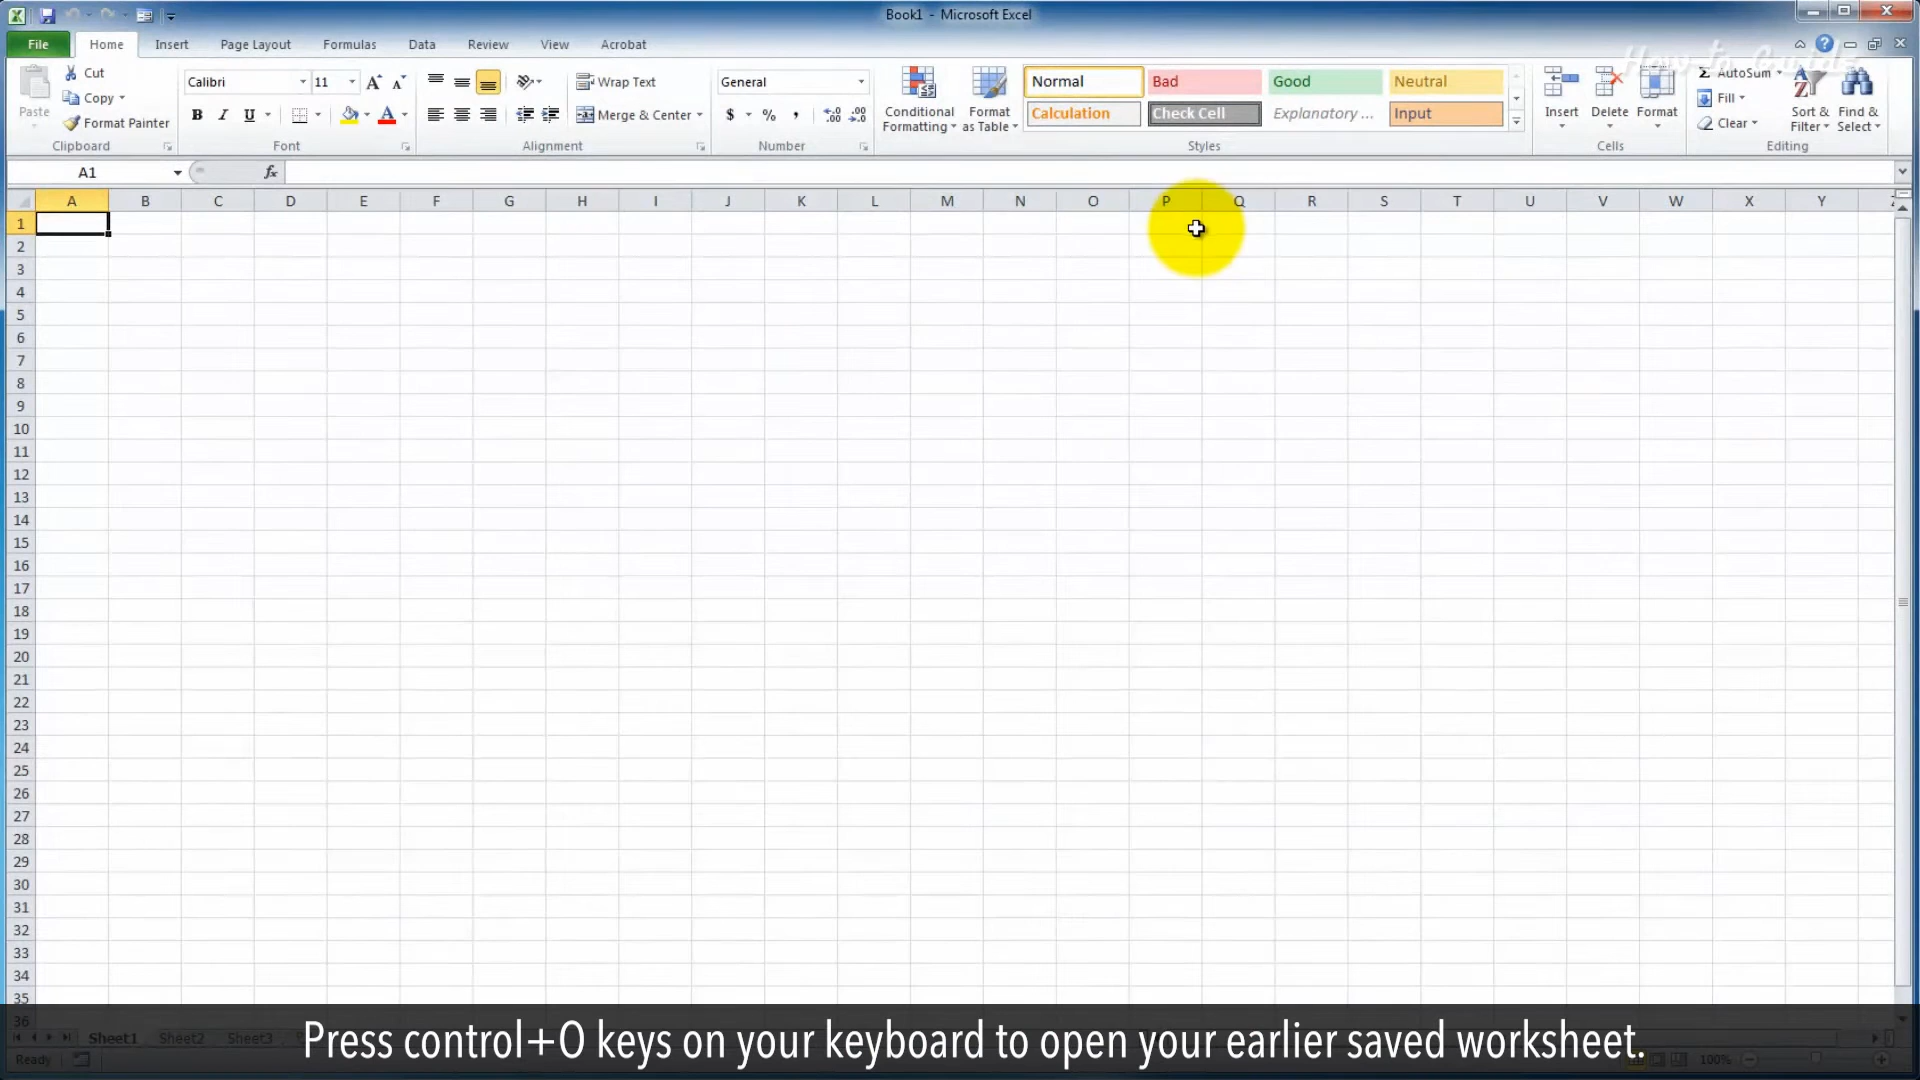 Book1 - Microsoft Excel
File Home Insert Page Layout Formulas Data Review View Acrobat
How to Guide
Paste
Cut
Copy
Format Painter
Clipboard
Calibri 11
B I U A
Font
Wrap Text
Merge & Center
Alignment
General
$ % ,
Number
Conditional Formatting
Format as Table
Normal Bad Good Neutral
Calculation Check Cell Explanatory ... Input
Styles
Insert Delete Format
Cells
Σ AutoSum
Fill
Clear
Sort & Filter
Find & Select
Editing
A1 fx
A B C D E F G H I J K L M N O P Q R S T U V W X Y
1
2
3
4
5
6
7
8
9
10
11
12
13
14
15
16
17
18
19
20
21
22
23
24
25
26
27
28
29
30
31
32
33
34
35
36
Sheet1 Sheet2 Sheet3
Press control+O keys on your keyboard to open your earlier saved worksheet.
Ready 100%